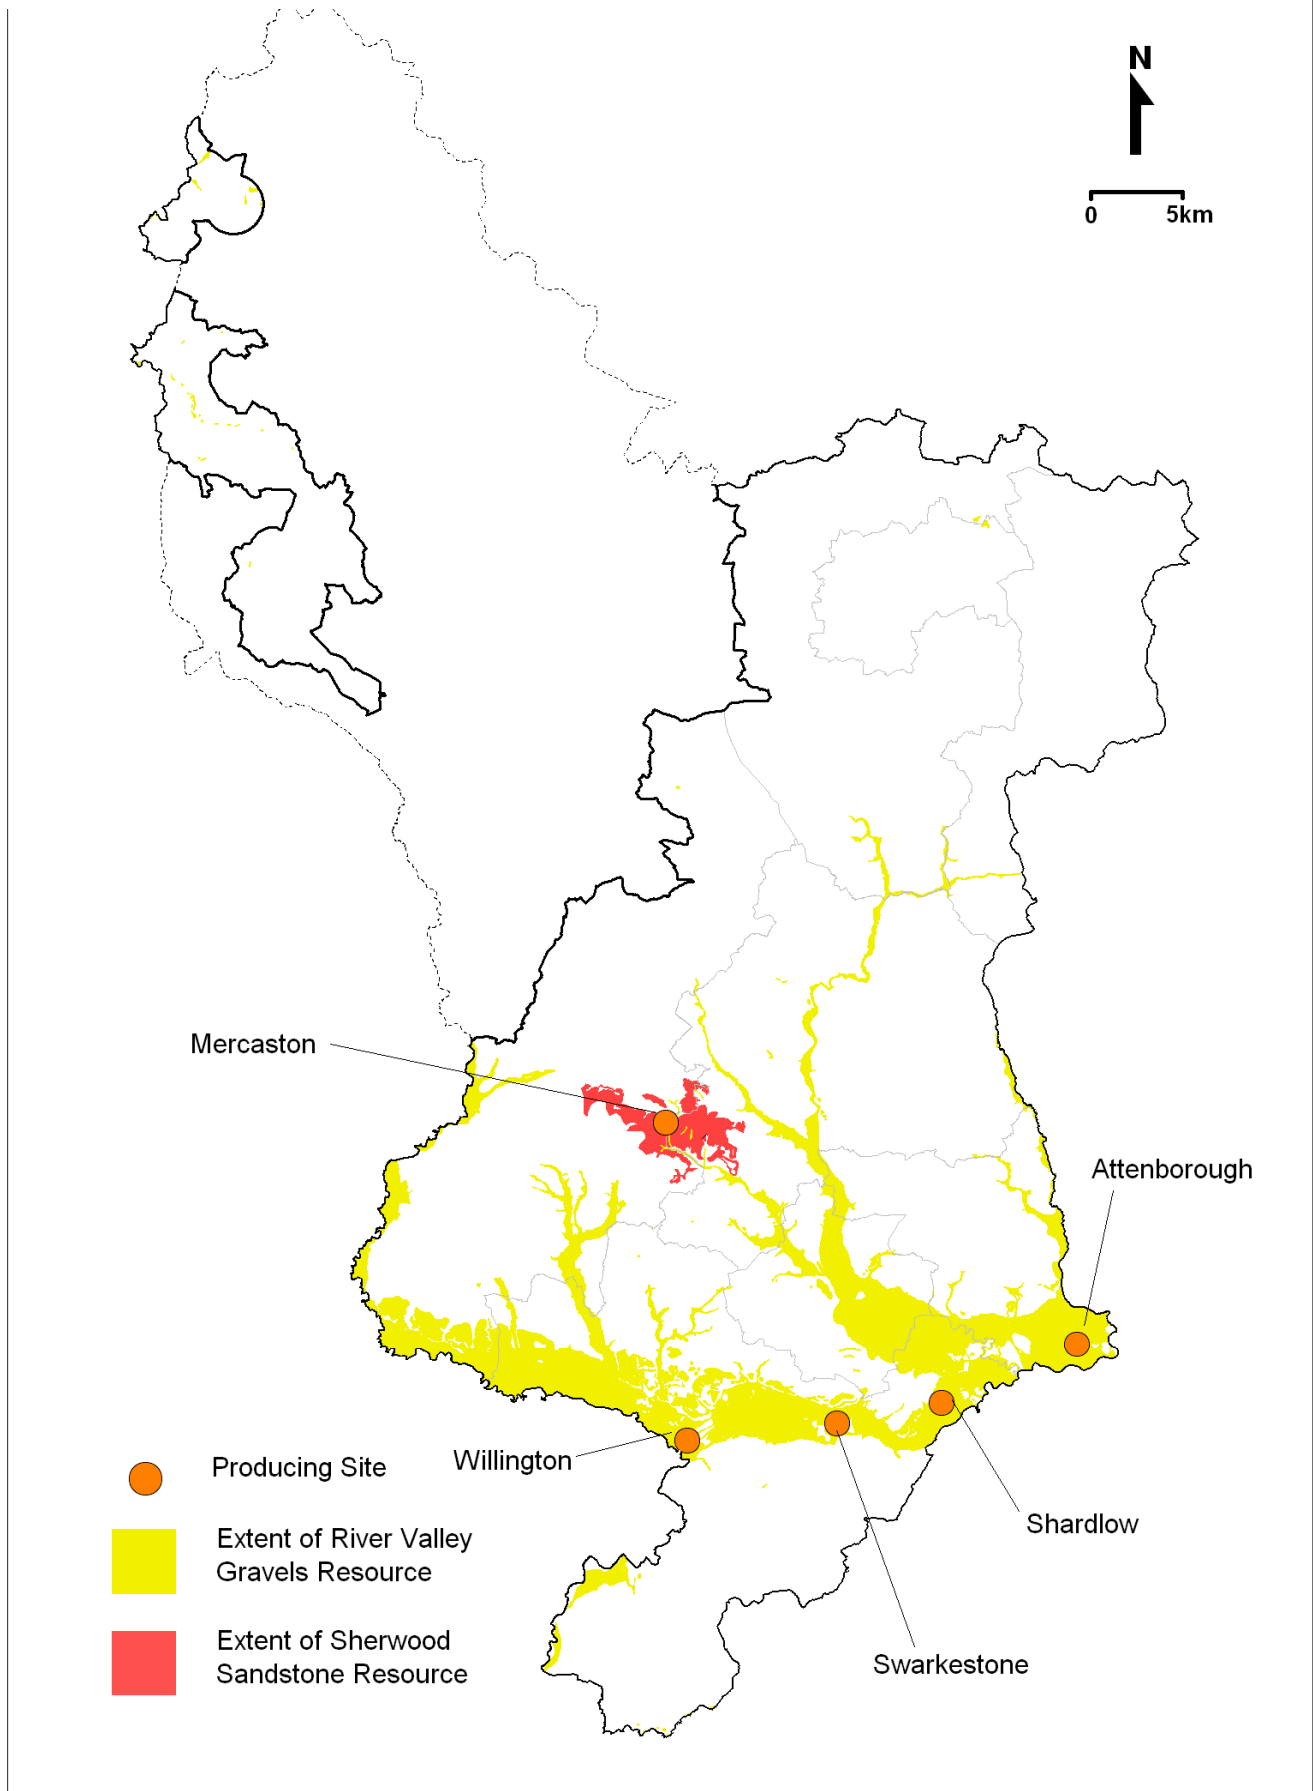 N
0 5km
Mercaston
Attenborough
Willington
Shardlow
Swarkestone
Producing Site
Extent of River Valley
Gravels Resource
Extent of Sherwood
Sandstone Resource